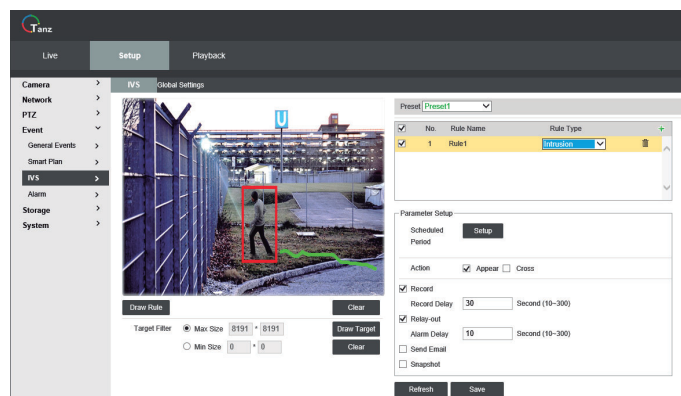 Tanz
Live Setup Playback
Camera >
Network >
PTZ >
Event
General Events >
Smart Plan >
IVS >
Alarm >
Storage >
System >
IVS Global Settings
U
Draw Rule Clear
Target Filter Max Size 8191 * 8191 Draw Target
Min Size 0 * 0 Clear
Preset Preset1
No. Rule Name Rule Type +
1 Rule1 Intrusion
Parameter Setup
Scheduled Setup
Period
Action Appear Cross
Record
Record Delay 30 Second (10~300)
Relay-out
Alarm Delay 10 Second (10~300)
Send Email
Snapshot
Refresh Save